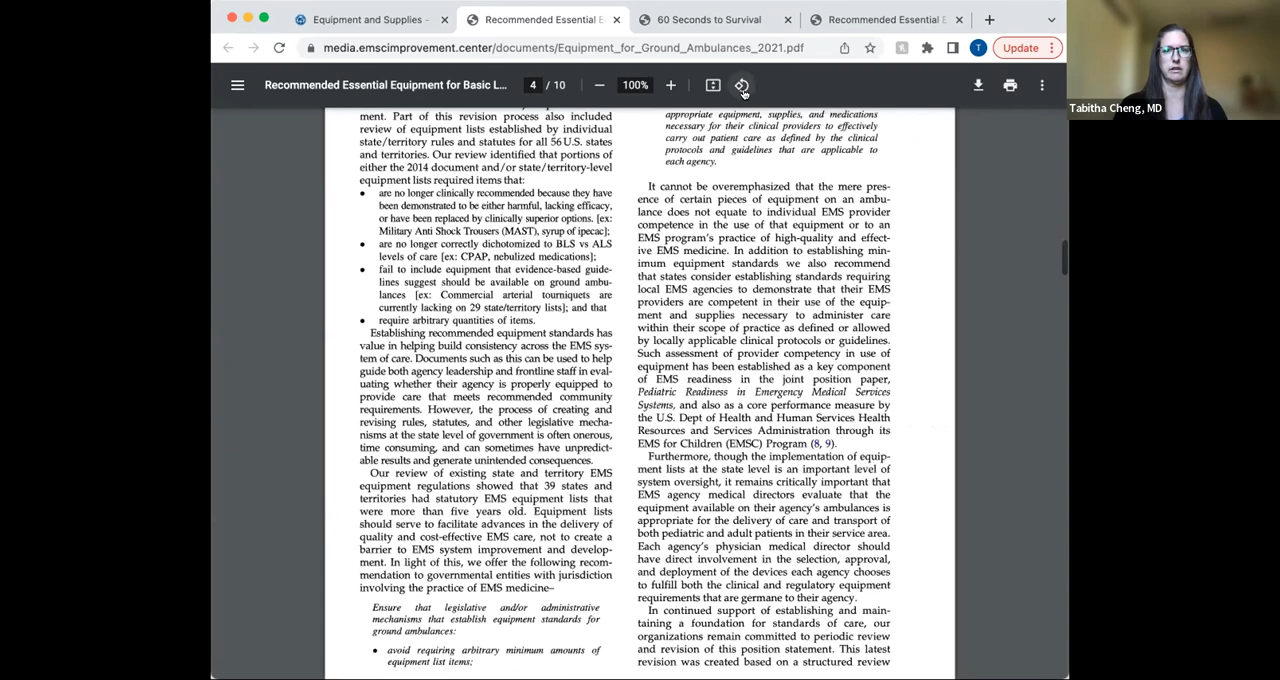 Equipment and Supplies -
Recommended Essential E
60 Seconds to Survival
Recommended Essential E
media.emscimprovement.center/documents/Equipment_for_Ground_Ambulances_2021.pdf
T
Update
Recommended Essential Equipment for Basic L...
4 / 10
100%
Tabitha Cheng, MD
ment. Part of this revision process also included
review of equipment lists established by individual
state/territory rules and statutes for all 56 U.S. states
and territories. Our review identified that portions of
either the 2014 document and/or state/territory-level
equipment lists required items that:
• are no longer clinically recommended because they have
been demonstrated to be either harmful, lacking efficacy,
or have been replaced by clinically superior options. [ex:
Military Anti Shock Trousers (MAST), syrup of ipecac];
• are no longer correctly dichotomized to BLS vs ALS
levels of care [ex: CPAP, nebulized medications];
• fail to include equipment that evidence-based guide-
lines suggest should be available on ground ambu-
lances [ex: Commercial arterial tourniquets are
currently lacking on 29 state/territory lists]; and that
• require arbitrary quantities of items.
Establishing recommended equipment standards has
value in helping build consistency across the EMS sys-
tem of care. Documents such as this can be used to help
guide both agency leadership and frontline staff in eval-
uating whether their agency is properly equipped to
provide care that meets recommended community
requirements. However, the process of creating and
revising rules, statutes, and other legislative mecha-
nisms at the state level of government is often onerous,
time consuming, and can sometimes have unpredict-
able results and generate unintended consequences.
Our review of existing state and territory EMS
equipment regulations showed that 39 states and
territories had statutory EMS equipment lists that
were more than five years old. Equipment lists
should serve to facilitate advances in the delivery of
quality and cost-effective EMS care, not to create a
barrier to EMS system improvement and develop-
ment. In light of this, we offer the following recom-
mendation to governmental entities with jurisdiction
involving the practice of EMS medicine–
Ensure that legislative and/or administrative
mechanisms that establish equipment standards for
ground ambulances:
• avoid requiring arbitrary minimum amounts of
equipment list items;
appropriate equipment, supplies, and medications
necessary for their clinical providers to effectively
carry out patient care as defined by the clinical
protocols and guidelines that are applicable to
each agency.
It cannot be overemphasized that the mere pres-
ence of certain pieces of equipment on an ambu-
lance does not equate to individual EMS provider
competence in the use of that equipment or to an
EMS program's practice of high-quality and effect-
ive EMS medicine. In addition to establishing min-
imum equipment standards we also recommend
that states consider establishing standards requiring
local EMS agencies to demonstrate that their EMS
providers are competent in their use of the equip-
ment and supplies necessary to administer care
within their scope of practice as defined or allowed
by locally applicable clinical protocols or guidelines.
Such assessment of provider competency in use of
equipment has been established as a key component
of EMS readiness in the joint position paper,
Pediatric Readiness in Emergency Medical Services
Systems, and also as a core performance measure by
the U.S. Dept of Health and Human Services Health
Resources and Services Administration through its
EMS for Children (EMSC) Program (8, 9).
Furthermore, though the implementation of equip-
ment lists at the state level is an important level of
system oversight, it remains critically important that
EMS agency medical directors evaluate that the
equipment available on their agency's ambulances is
appropriate for the delivery of care and transport of
both pediatric and adult patients in their service area.
Each agency's physician medical director should
have direct involvement in the selection, approval,
and deployment of the devices each agency chooses
to fulfill both the clinical and regulatory equipment
requirements that are germane to their agency.
In continued support of establishing and main-
taining a foundation for standards of care, our
organizations remain committed to periodic review
and revision of this position statement. This latest
revision was created based on a structured review